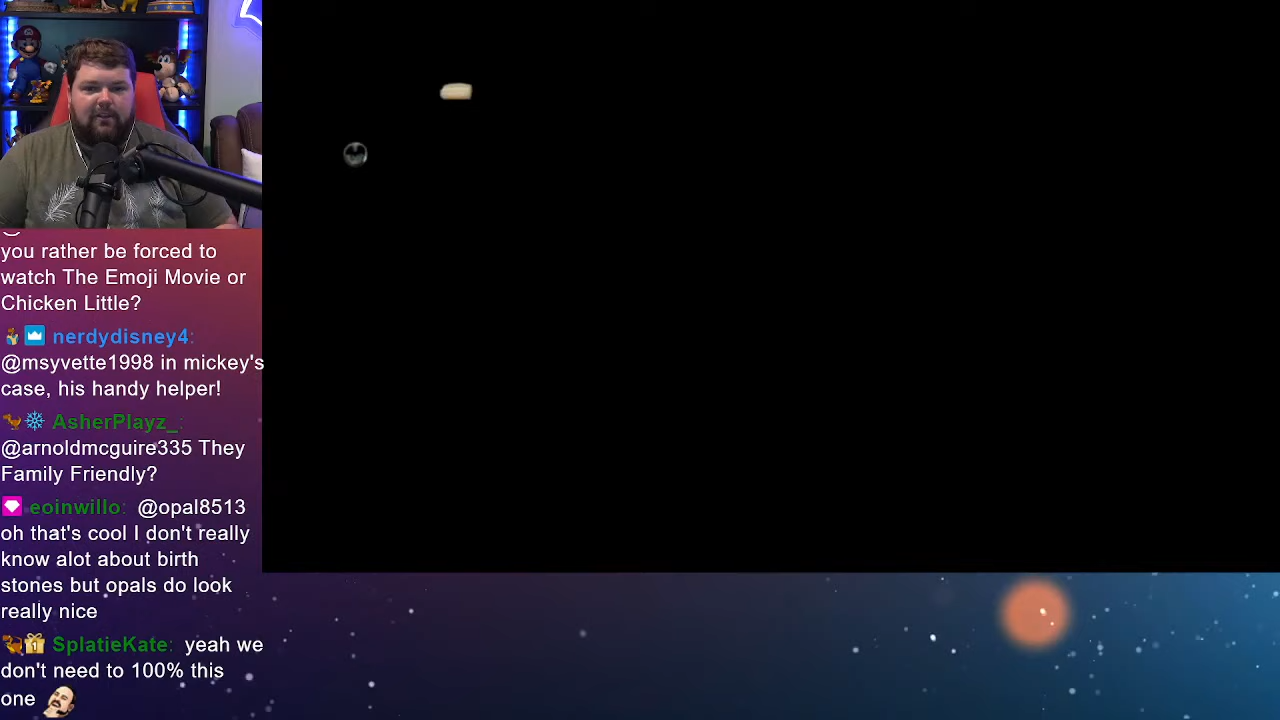 you rather be forced to
watch The Emoji Movie or
Chicken Little?
nerdydisney4:
@msyvette1998 in mickey's
case, his handy helper!
AsherPlayz_:
@arnoldmcguire335 They
Family Friendly?
eoinwillo: @opal8513
oh that's cool I don't really
know alot about birth
stones but opals do look
really nice
SplatieKate: yeah we
don't need to 100% this
one